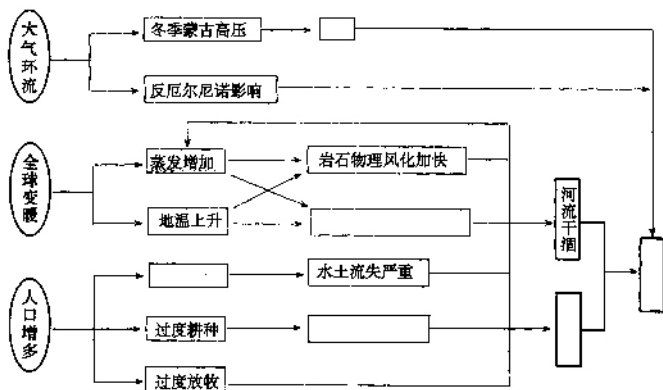 大气环流
冬季蒙古高压
反厄尔尼诺影响
全球变暖
蒸发增加
岩石物理风化加快
地温上升
河流干涸
人口增多
水土流失严重
过度耕种
过度放牧